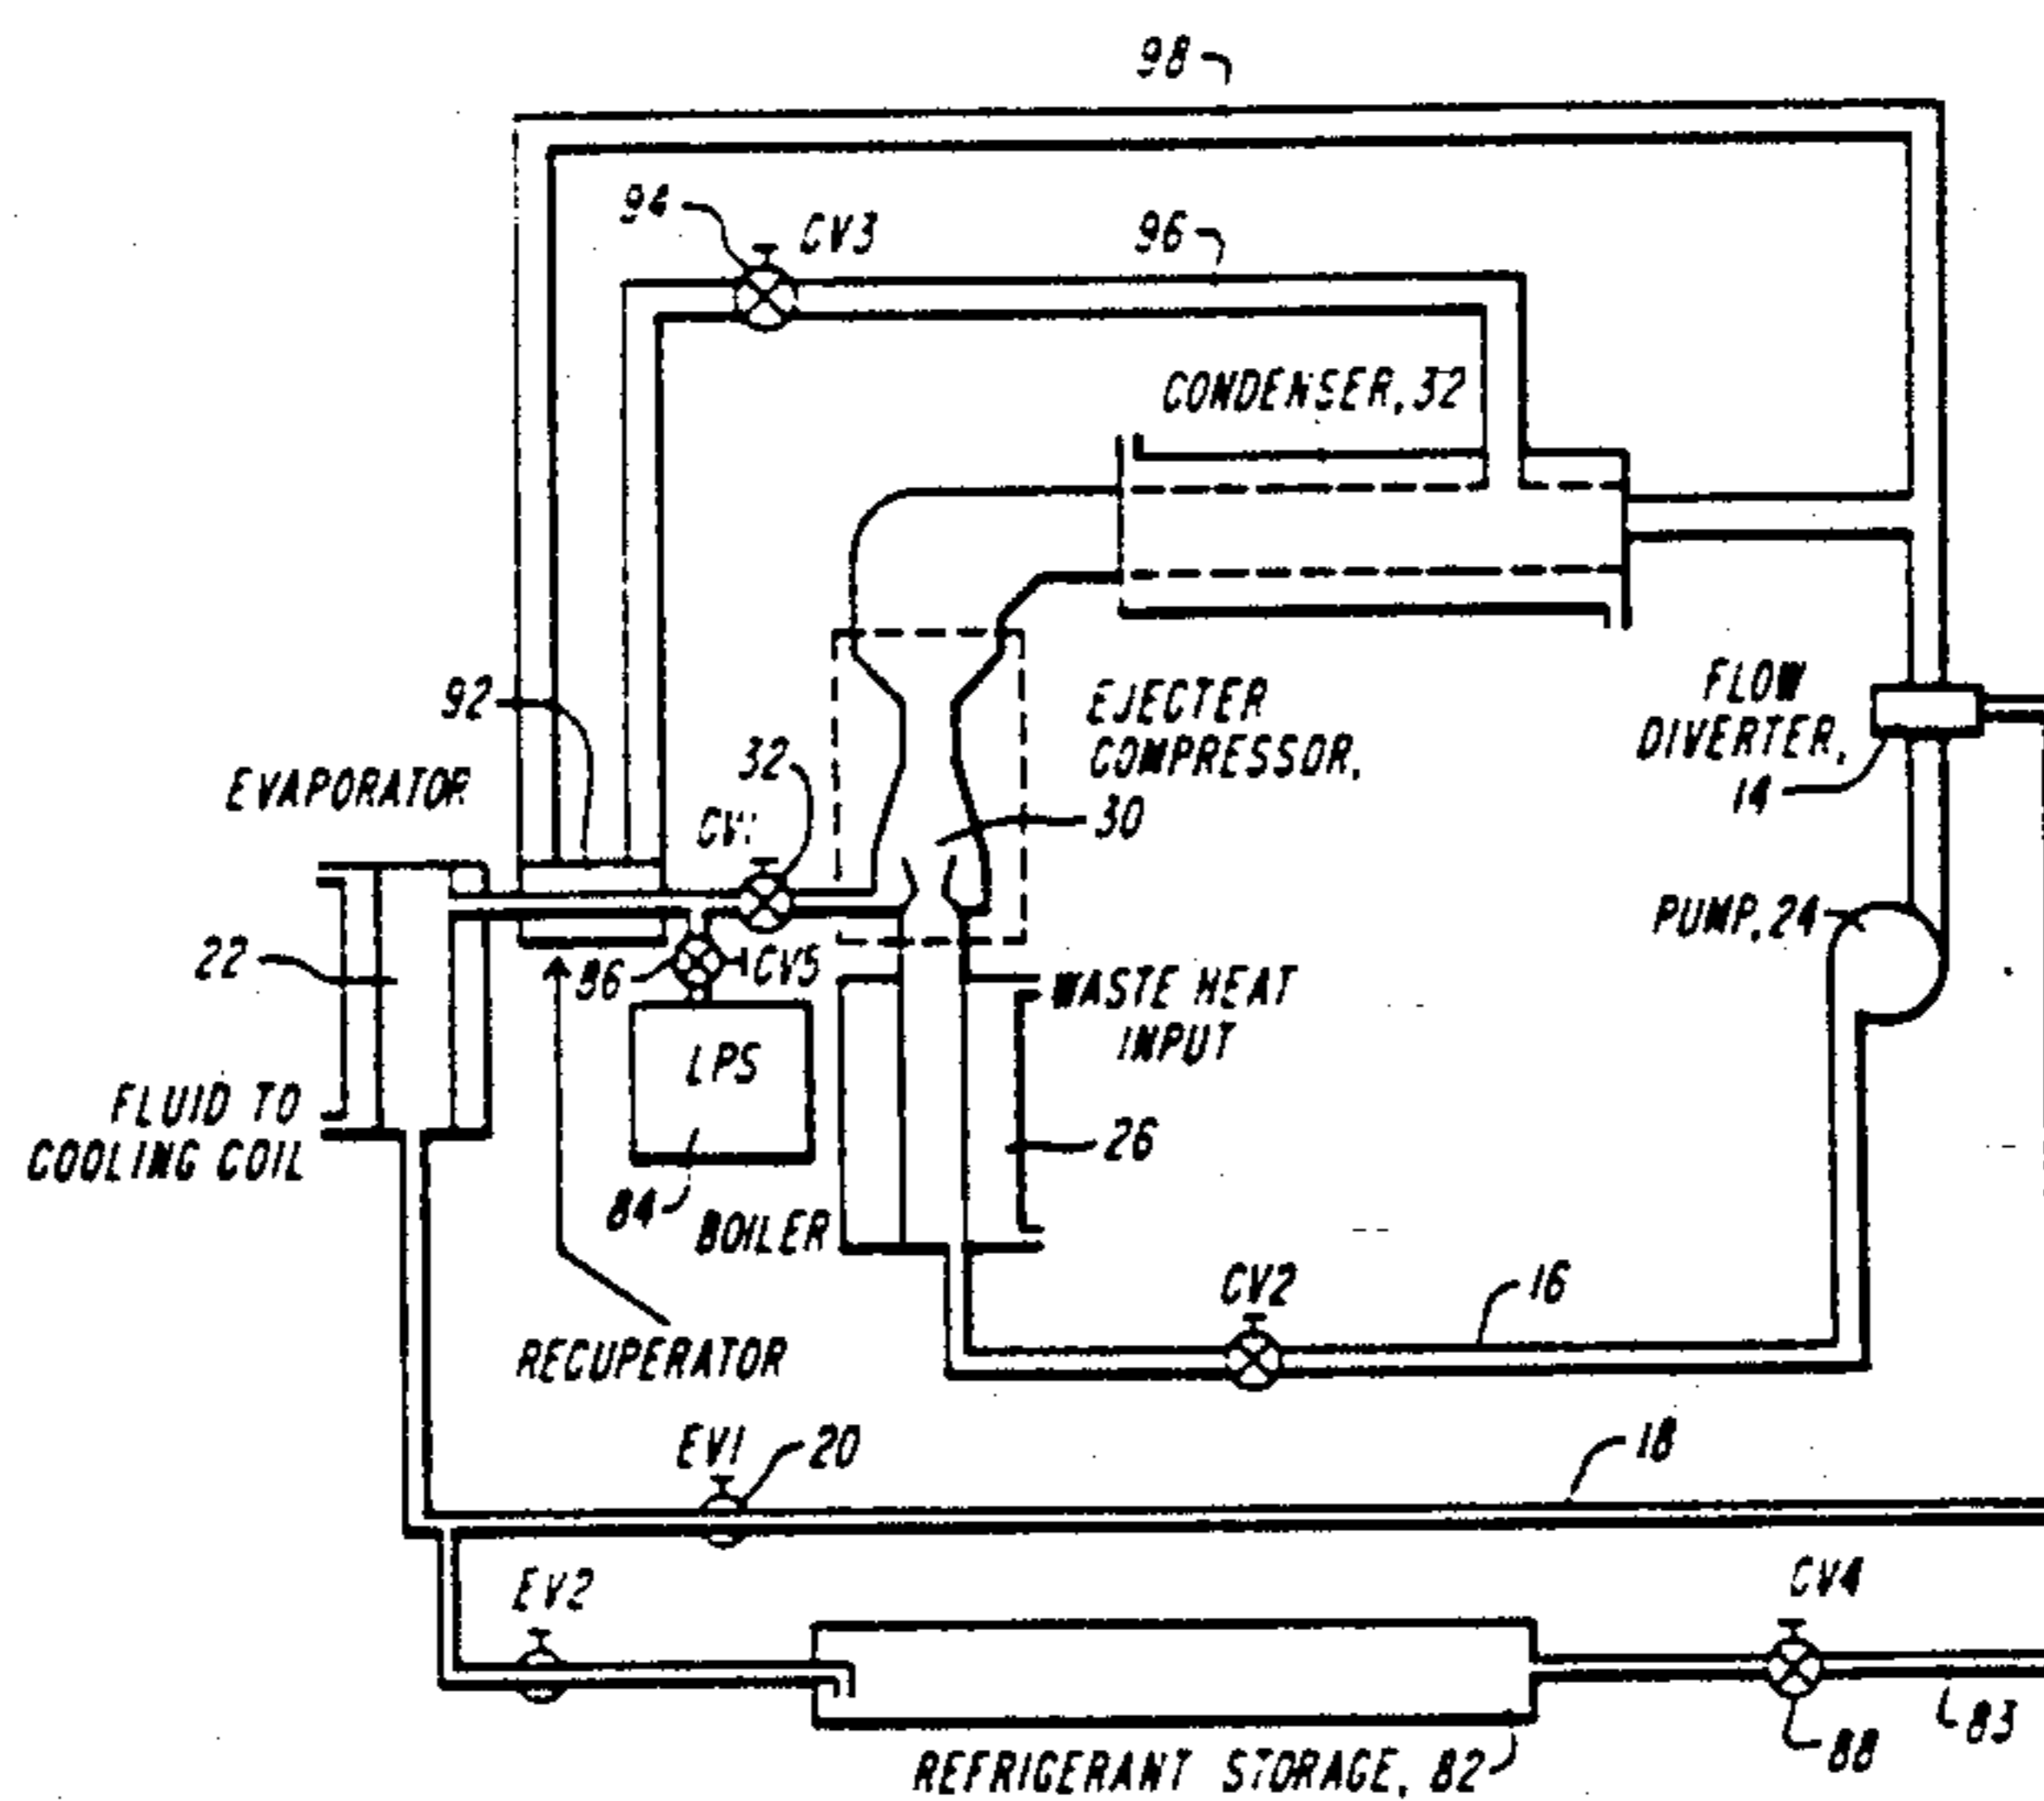 98
94
CV3
96
CONDENSER, 32
92
32
EJECTER
COMPRESSOR,
30
FLOW
DIVERTER,
14
EVAPORATOR
PUMP, 24
22
96
CV5
WASTE HEAT
INPUT
LPS
FLUID TO
COOLING COIL
26
84
BOILER
CV2
16
RECUPERATOR
EV1
20
18
EV2
CV4
83
88
REFRIGERANT STORAGE, 82